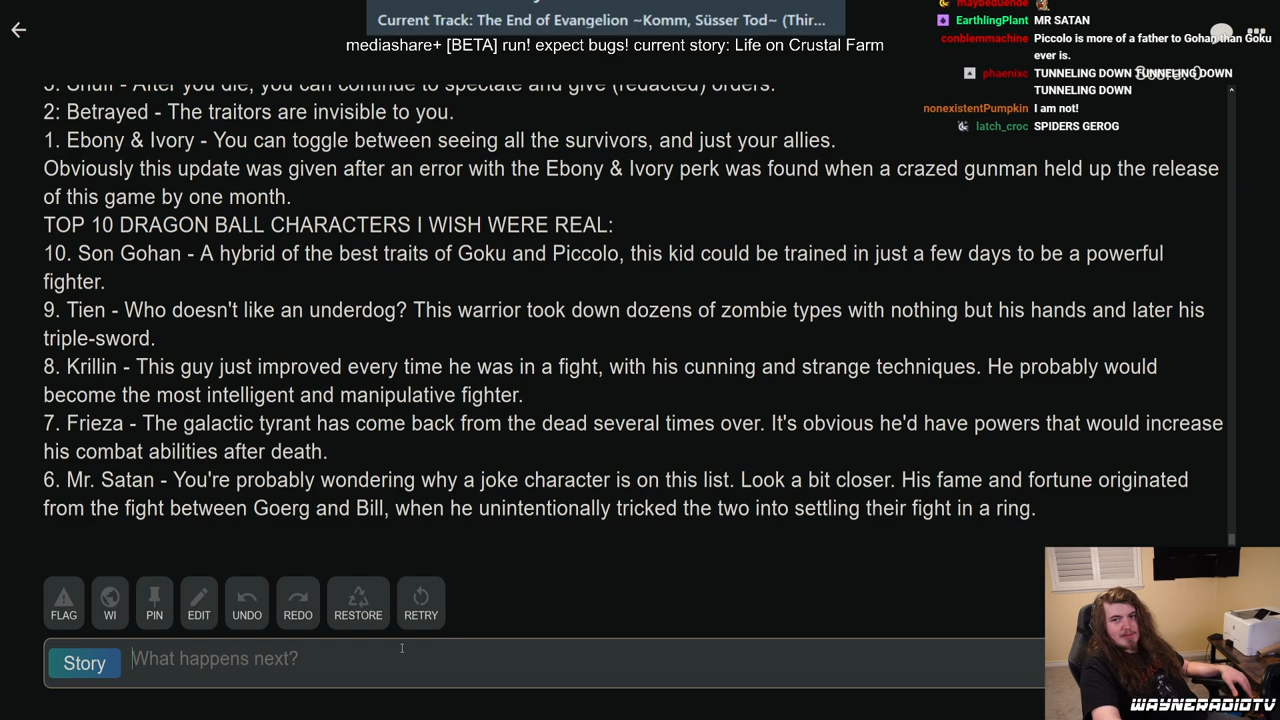 Current Track: The End of Evangelion ~Komm, Süsser Tod~ (Thir...
mediashare+ [BETA] run! expect bugs! current story: Life on Crustal Farm
maybeduende
EarthlingPlant MR SATAN
conblemmachine Piccolo is more of a father to Gohan than Goku
ever is.
phaenixc TUNNELING DOWN TUNNELING DOWN
TUNNELING DOWN
nonexistentPumpkin I am not!
latch_croc SPIDERS GEROG
After you die, you can continue to spectate and give (redacted) orders.
2: Betrayed - The traitors are invisible to you.
1. Ebony & Ivory - You can toggle between seeing all the survivors, and just your allies.
Obviously this update was given after an error with the Ebony & Ivory perk was found when a crazed gunman held up the release
of this game by one month.
TOP 10 DRAGON BALL CHARACTERS I WISH WERE REAL:
10. Son Gohan - A hybrid of the best traits of Goku and Piccolo, this kid could be trained in just a few days to be a powerful
fighter.
9. Tien - Who doesn't like an underdog? This warrior took down dozens of zombie types with nothing but his hands and later his
triple-sword.
8. Krillin - This guy just improved every time he was in a fight, with his cunning and strange techniques. He probably would
become the most intelligent and manipulative fighter.
7. Frieza - The galactic tyrant has come back from the dead several times over. It's obvious he'd have powers that would increase
his combat abilities after death.
6. Mr. Satan - You're probably wondering why a joke character is on this list. Look a bit closer. His fame and fortune originated
from the fight between Goerg and Bill, when he unintentionally tricked the two into settling their fight in a ring.
FLAG WI PIN EDIT UNDO REDO RESTORE RETRY
Story What happens next?
WAYNERADIOTV